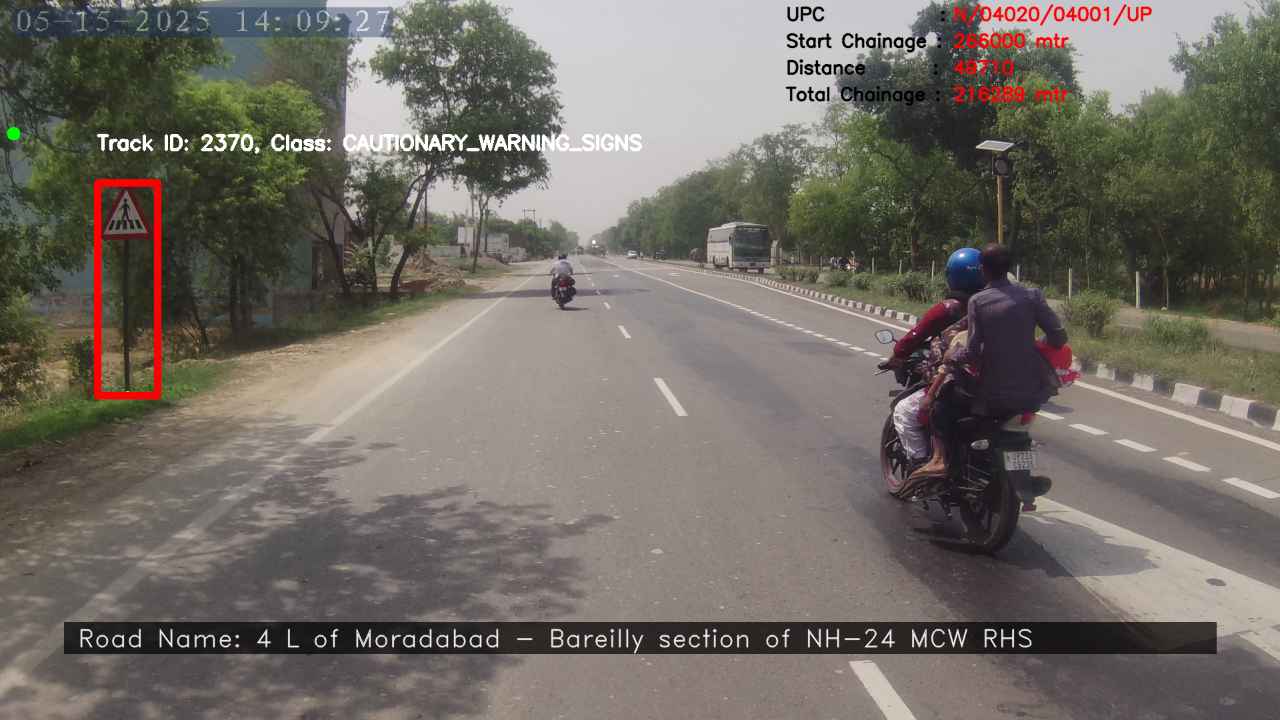 05-15-2025 14:09:27
UPC : N/04020/04001/UP
Start Chainage : 266000 mtr
Distance : 49710
Total Chainage : 216289 mtr
Track ID: 2370, Class: CAUTIONARY_WARNING_SIGNS
Road Name: 4 L of Moradabad - Bareilly section of NH-24 MCW RHS